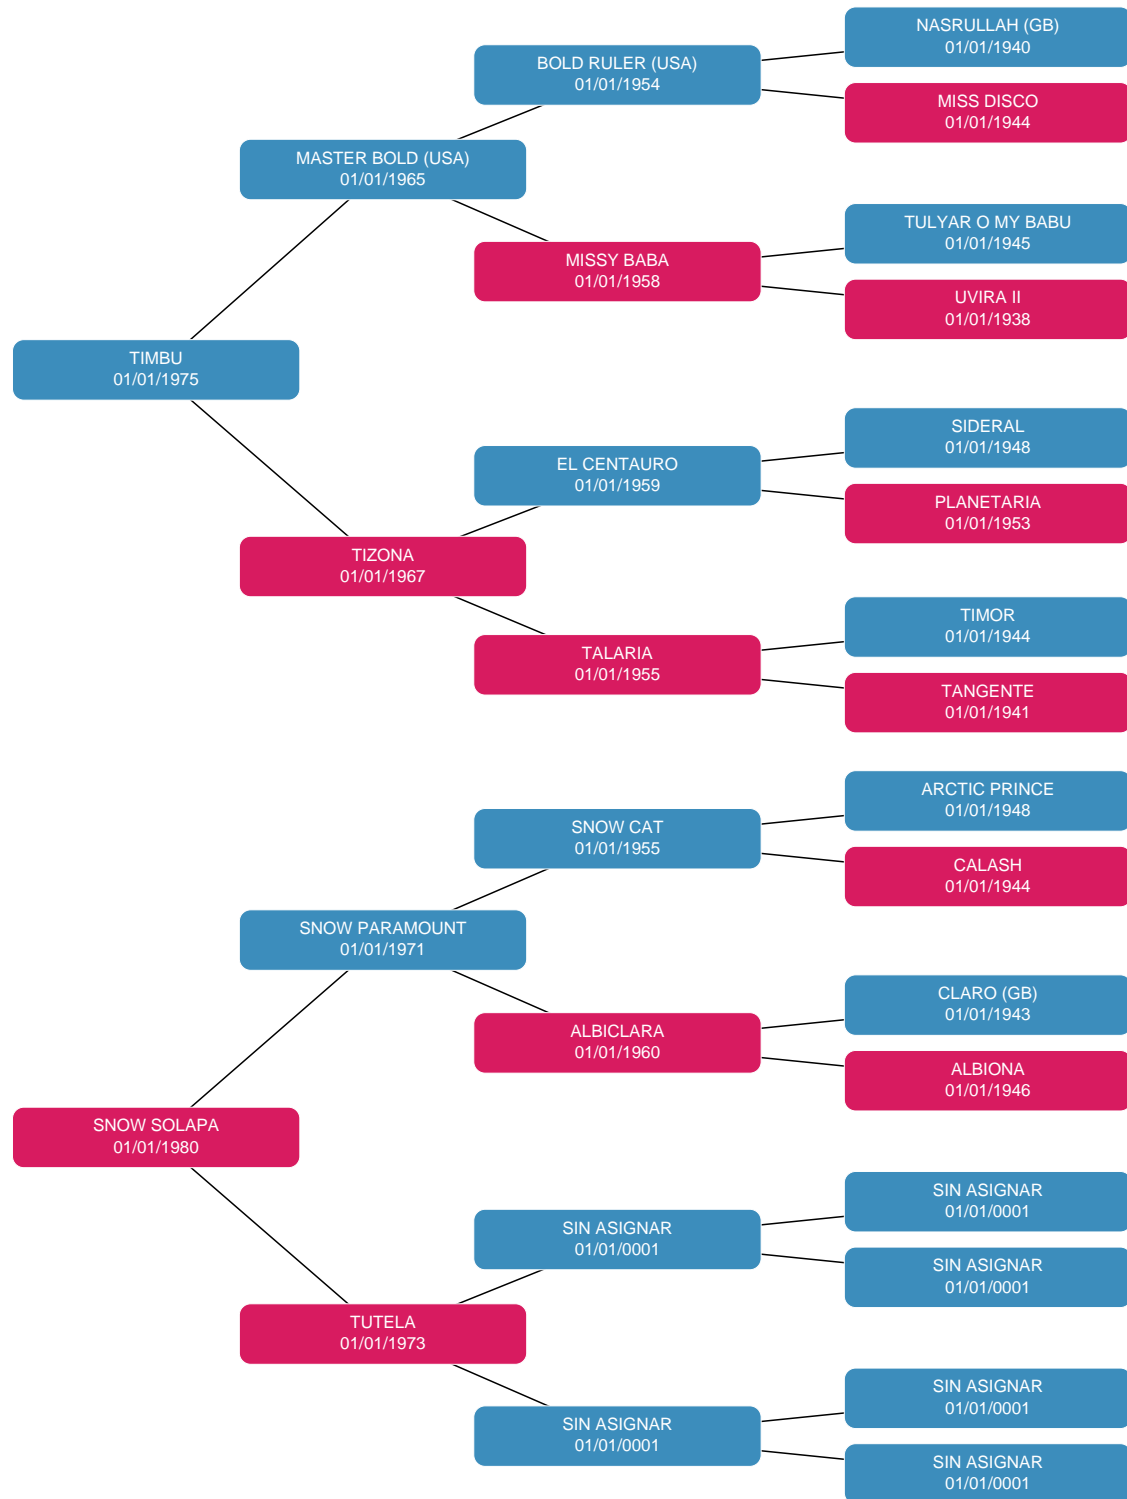 NASRULLAH (GB)
01/01/1940
BOLD RULER (USA)
01/01/1954
MISS DISCO
01/01/1944
MASTER BOLD (USA)
01/01/1965
TULYAR O MY BABU
01/01/1945
MISSY BABA
01/01/1958
UVIRA II
01/01/1938
TIMBU
01/01/1975
SIDERAL
01/01/1948
EL CENTAURO
01/01/1959
PLANETARIA
01/01/1953
TIZONA
01/01/1967
TIMOR
01/01/1944
TALARIA
01/01/1955
TANGENTE
01/01/1941
ARCTIC PRINCE
01/01/1948
SNOW CAT
01/01/1955
CALASH
01/01/1944
SNOW PARAMOUNT
01/01/1971
CLARO (GB)
01/01/1943
ALBICLARA
01/01/1960
ALBIONA
01/01/1946
SNOW SOLAPA
01/01/1980
SIN ASIGNAR
01/01/0001
SIN ASIGNAR
01/01/0001
SIN ASIGNAR
01/01/0001
TUTELA
01/01/1973
SIN ASIGNAR
01/01/0001
SIN ASIGNAR
01/01/0001
SIN ASIGNAR
01/01/0001